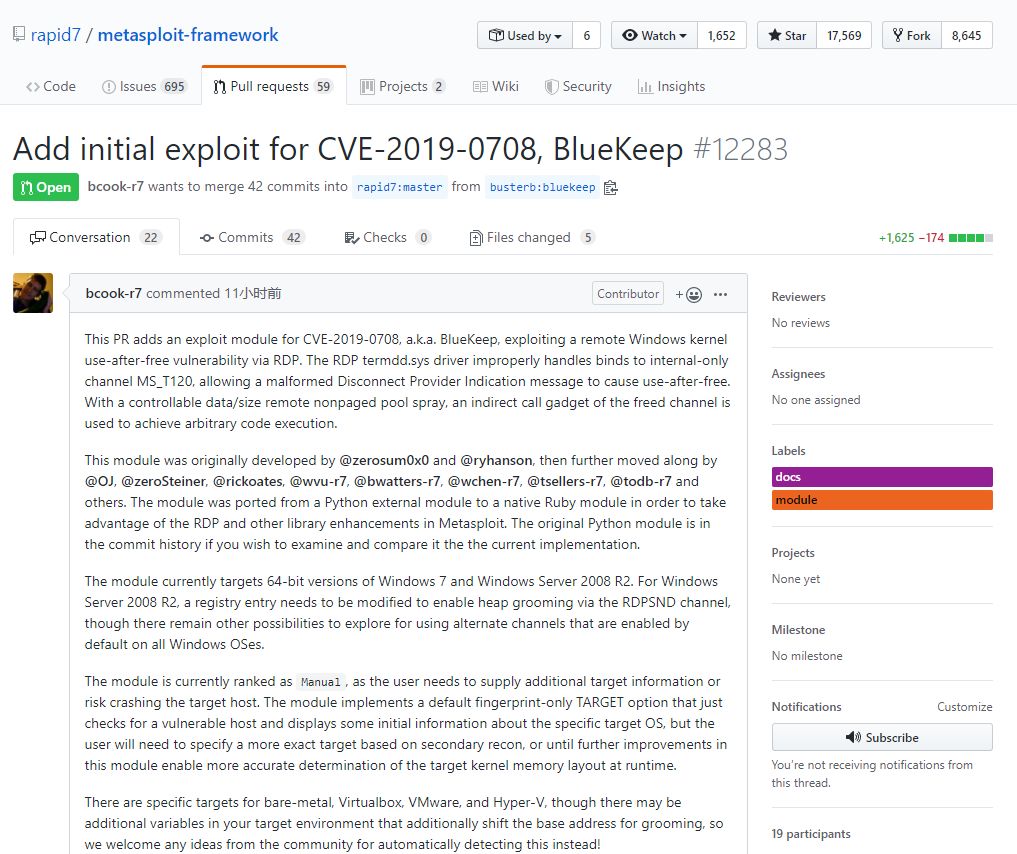 rapid7 / metasploit-framework
Used by 6
Watch 1,652
Star 17,569
Fork 8,645
Code
Issues 695
Pull requests 59
Projects 2
Wiki
Security
Insights
Add initial exploit for CVE-2019-0708, BlueKeep #12283
Open bcook-r7 wants to merge 42 commits into rapid7:master from busterb:bluekeep
Conversation 22
Commits 42
Checks 0
Files changed 5
+1,625 −174
bcook-r7 commented 11小时前
Contributor
+
This PR adds an exploit module for CVE-2019-0708, a.k.a. BlueKeep, exploiting a remote Windows kernel
use-after-free vulnerability via RDP. The RDP termdd.sys driver improperly handles binds to internal-only
channel MS_T120, allowing a malformed Disconnect Provider Indication message to cause use-after-free.
With a controllable data/size remote nonpaged pool spray, an indirect call gadget of the freed channel is
used to achieve arbitrary code execution.
This module was originally developed by @zerosum0x0 and @ryhanson, then further moved along by
@OJ, @zeroSteiner, @rickoates, @wvu-r7, @bwatters-r7, @wchen-r7, @tsellers-r7, @todb-r7 and
others. The module was ported from a Python external module to a native Ruby module in order to take
advantage of the RDP and other library enhancements in Metasploit. The original Python module is in
the commit history if you wish to examine and compare it the the current implementation.
The module currently targets 64-bit versions of Windows 7 and Windows Server 2008 R2. For Windows
Server 2008 R2, a registry entry needs to be modified to enable heap grooming via the RDPSND channel,
though there remain other possibilities to explore for using alternate channels that are enabled by
default on all Windows OSes.
The module is currently ranked as Manual, as the user needs to supply additional target information or
risk crashing the target host. The module implements a default fingerprint-only TARGET option that just
checks for a vulnerable host and displays some initial information about the specific target OS, but the
user will need to specify a more exact target based on secondary recon, or until further improvements in
this module enable more accurate determination of the target kernel memory layout at runtime.
There are specific targets for bare-metal, Virtualbox, VMware, and Hyper-V, though there may be
additional variables in your target environment that additionally shift the base address for grooming, so
we welcome any ideas from the community for automatically detecting this instead!
Reviewers
No reviews
Assignees
No one assigned
Labels
docs
module
Projects
None yet
Milestone
No milestone
Notifications Customize
Subscribe
You're not receiving notifications from
this thread.
19 participants